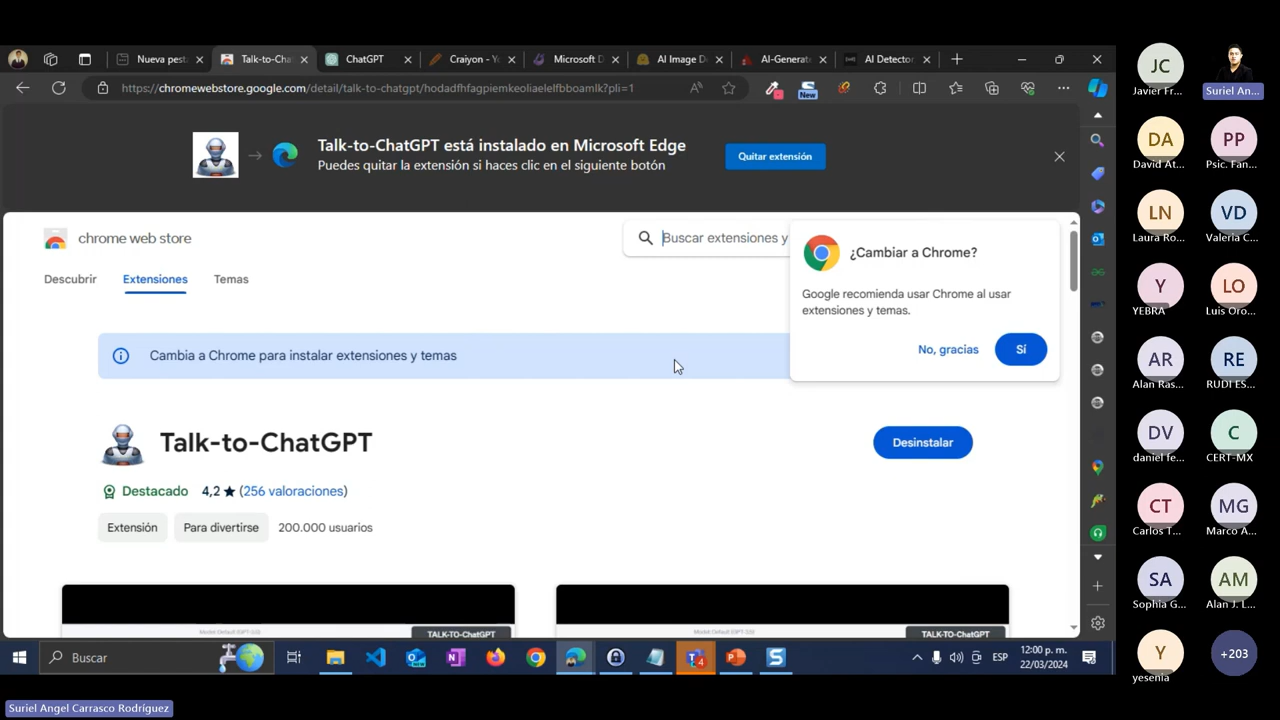 Nueva pest
Talk-to-Cha
ChatGPT
Craiyon - Yo
Microsoft D
AI Image D
AI-Generate
AI Detector
https://chromewebstore.google.com/detail/talk-to-chatgpt/hodadfhfagpiemkeoliaelelfbboamlk?pli=1
New
Talk-to-ChatGPT está instalado en Microsoft Edge
Puedes quitar la extensión si haces clic en el siguiente botón
Quitar extensión
chrome web store
Buscar extensiones y
¿Cambiar a Chrome?
Google recomienda usar Chrome al usar
extensiones y temas.
No, gracias
Sí
Descubrir
Extensiones
Temas
Cambia a Chrome para instalar extensiones y temas
Talk-to-ChatGPT
Desinstalar
Destacado 4,2 ★ (256 valoraciones)
Extensión
Para divertirse
200.000 usuarios
TALK-TO-ChatGPT
TALK-TO-ChatGPT
Buscar
4
ESP
12:00 p. m.
22/03/2024
JC
Javier Fr...
Suriel An...
DA
David At...
PP
Psic. Fan...
LN
Laura Ro...
VD
Valeria C...
Y
YEBRA
LO
Luis Oro...
AR
Alan Ras...
RE
RUDI ES...
DV
daniel fe...
C
CERT-MX
CT
Carlos T...
MG
Marco A...
SA
Sophia G...
AM
Alan J. L...
Y
yesenia
+203
Suriel Angel Carrasco Rodríguez